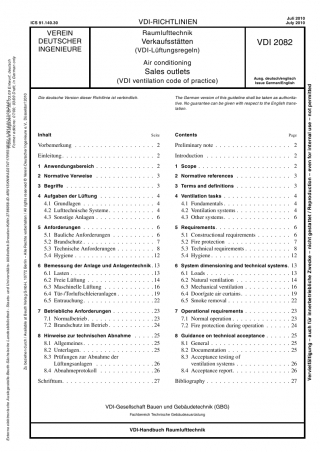 ICS 91.140.30
VDI-RICHTLINIEN
Juli 2010
July 2010
VEREIN
DEUTSCHER
INGENIEURE
Raumlufttechnik
Verkaufsstätten
(VDI-Lüftungsregeln)
Air conditioning
Sales outlets
(VDI ventilation code of practice)
VDI 2082
Ausg. deutsch/englisch
Issue German/English
Die deutsche Version dieser Richtlinie ist verbindlich.
The German version of this guideline shall be taken as authorita-
tive. No guarantee can be given with respect to the English trans-
lation.
Inhalt Seite
Vorbemerkung 2
Einleitung 2
1 Anwendungsbereich 2
2 Normative Verweise 3
3 Begriffe 3
4 Aufgaben der Lüftung 4
4.1 Grundlagen 4
4.2 Lufttechnische Systeme 4
4.3 Sonstige Aufgaben 6
5 Anforderungen 6
5.1 Bauliche Anforderungen 6
5.2 Brandschutz 7
5.3 Technische Anforderungen 8
5.4 Hygiene 12
6 Bemessung der Anlage und Anlagentechnik 13
6.1 Lasten 13
6.2 Freie Lüftung 14
6.3 Maschinelle Lüftung 16
6.4 Tür-/Torluftschleieranlagen 19
6.5 Entrauchung 22
7 Betriebliche Anforderungen 23
7.1 Normalbetrieb 23
7.2 Brandschutz im Betrieb 24
8 Hinweise zur technischen Abnahme 25
8.1 Allgemeines 25
8.2 Unterlagen 25
8.3 Prüfungen zur Abnahme der
Lüftungsanlagen 26
8.4 Abnahmeprotokoll 26
Schrifttum 27
Contents Page
Preliminary note 2
Introduction 2
1 Scope 2
2 Normative references 3
3 Terms and definitions 3
4 Ventilation tasks 4
4.1 Fundamentals 4
4.2 Ventilation systems 4
4.3 Other systems 6
5 Requirements 6
5.1 Constructional requirements 6
5.2 Fire protection 7
5.3 Technical requirements 8
5.4 Hygiene 12
6 System dimensioning and technical systems 13
6.1 Loads 13
6.2 Natural ventilation 14
6.3 Mechanical ventilation 16
6.4 Door/gate air curtains 19
6.5 Smoke removal 22
7 Operational requirements 23
7.1 Normal operation 23
7.2 Fire protection during operation 24
8 Guidance on technical acceptance 25
8.1 General 25
8.2 Documentation 25
8.3 Acceptance testing of
ventilation systems 26
8.4 Acceptance report 26
Bibliography 27
VDI-Gesellschaft Bauen und Gebäudetechnik (GBG)
Fachbereich Technische Gebäudeausrüstung
VDI-Handbuch Raumlufttechnik
Vervielfältigung – auch für innerbetriebliche Zwecke – nicht gestattet / Reproduction – even for internal use – not permitted